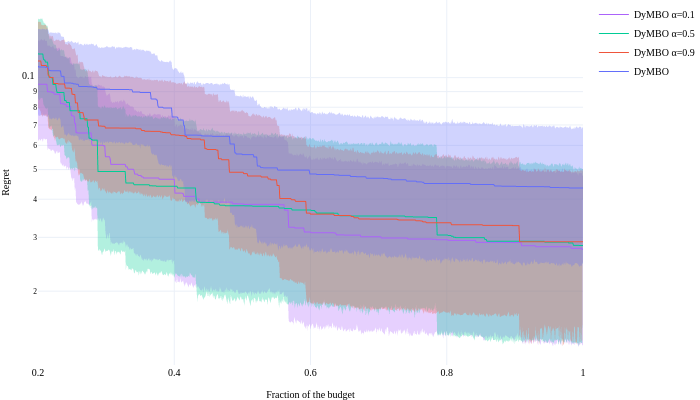 DyMBO α=0.1
DyMBO α=0.5
DyMBO α=0.9
DyMBO
0.1
9
8
7
6
5
4
3
2
Regret
0.2 0.4 0.6 0.8 1
Fraction of the budget